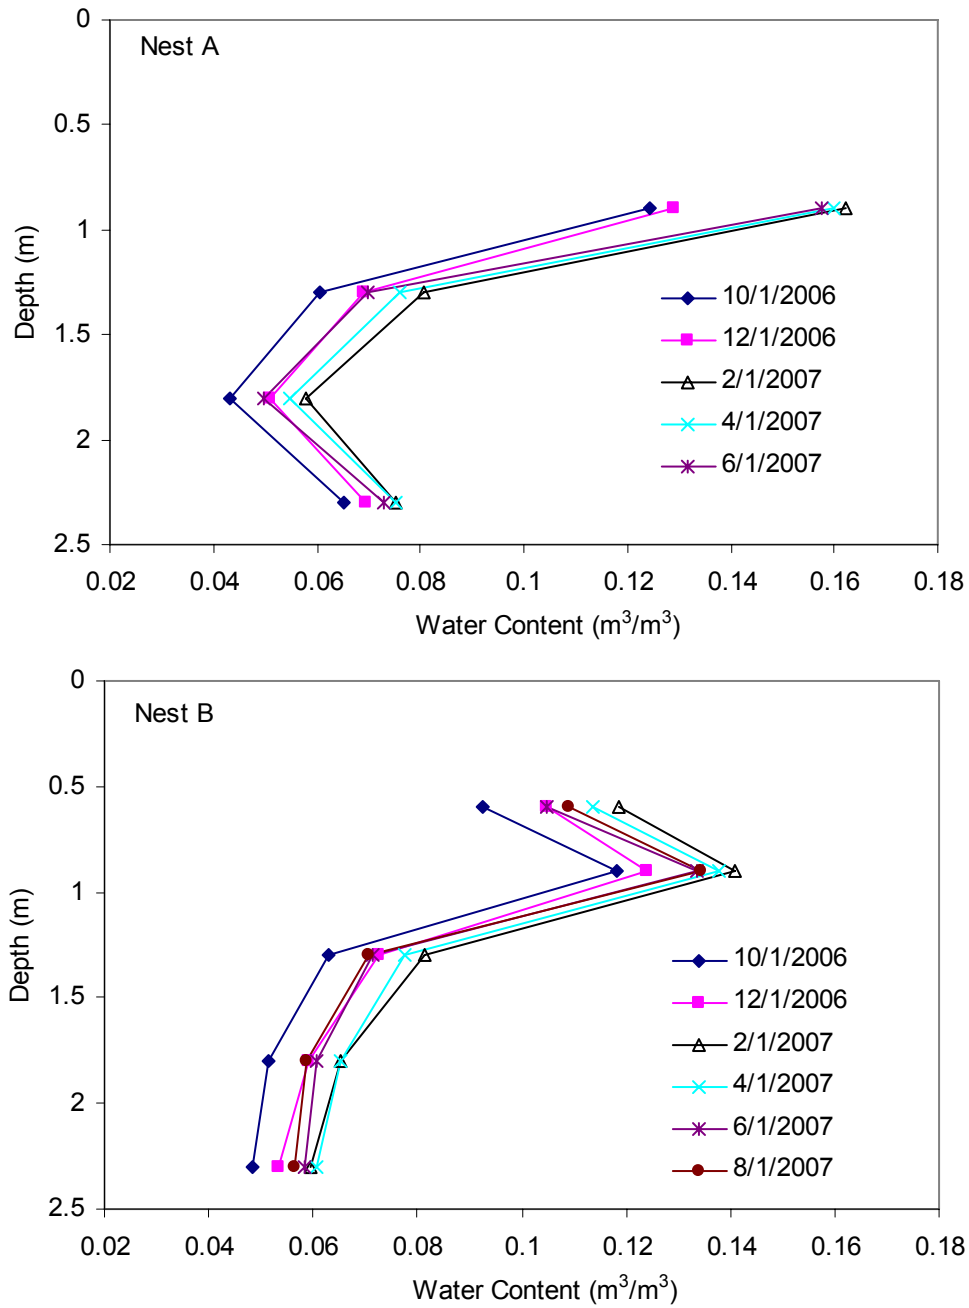 0
Nest A
0.5
1
Depth (m)
10/1/2006
1.5
12/1/2006
2/1/2007
2
4/1/2007
6/1/2007
2.5
0.02 0.04 0.06 0.08 0.1 0.12 0.14 0.16 0.18
Water Content (m³/m³)
0
Nest B
0.5
1
Depth (m)
10/1/2006
1.5
12/1/2006
2/1/2007
2
4/1/2007
6/1/2007
8/1/2007
2.5
0.02 0.04 0.06 0.08 0.1 0.12 0.14 0.16 0.18
Water Content (m³/m³)